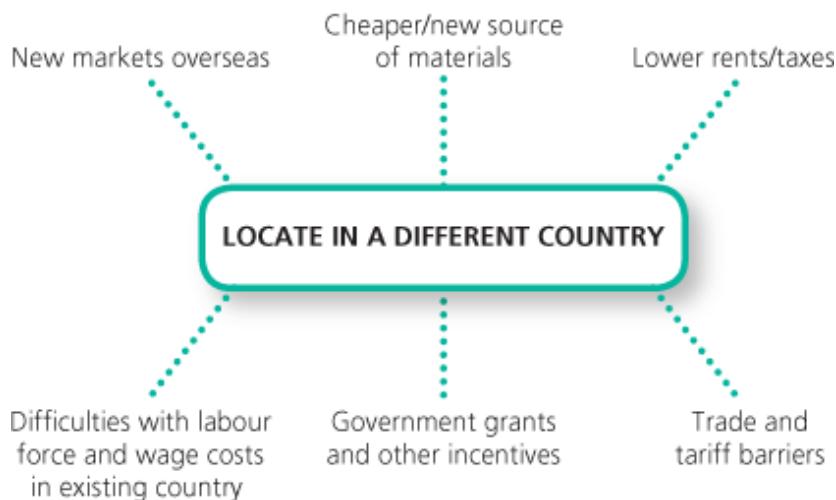 New markets overseas
Cheaper/new source
of materials
Lower rents/taxes
LOCATE IN A DIFFERENT COUNTRY
Difficulties with labour
force and wage costs
in existing country
Government grants
and other incentives
Trade and
tariff barriers